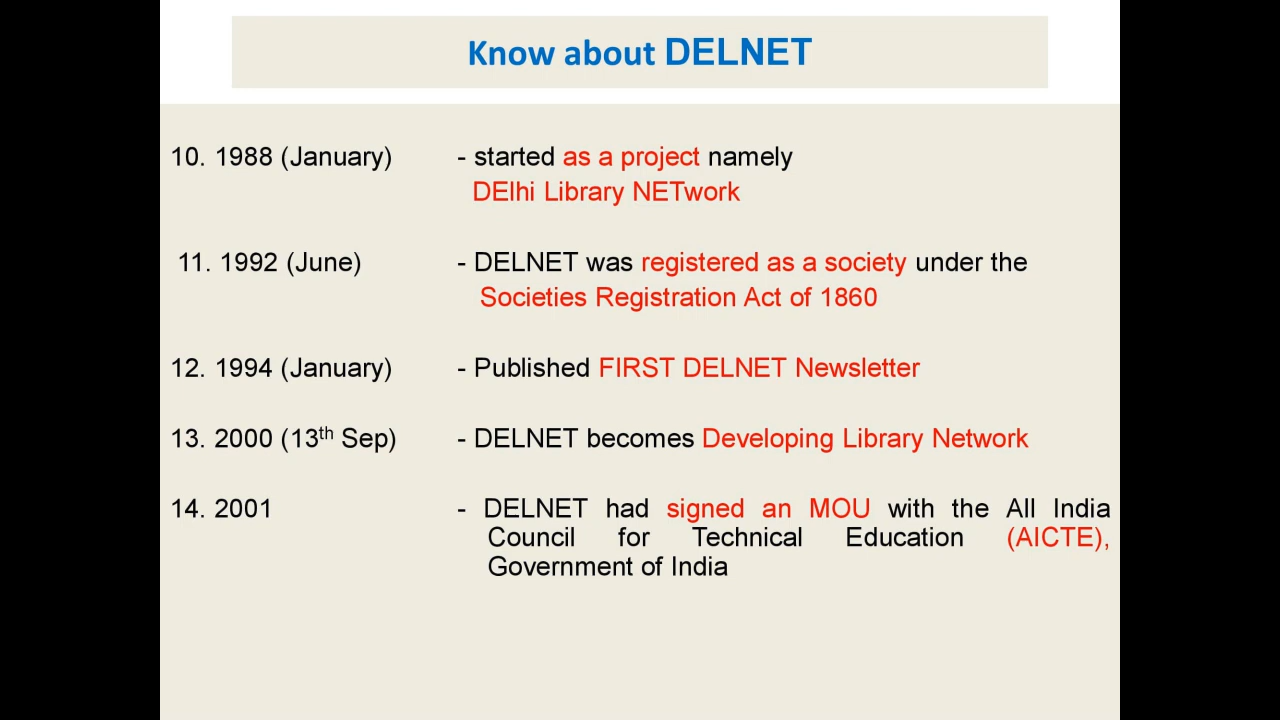 Know about DELNET
10. 1988 (January) - started as a project namely
DElhi Library NETwork
11. 1992 (June) - DELNET was registered as a society under the
Societies Registration Act of 1860
12. 1994 (January) - Published FIRST DELNET Newsletter
13. 2000 (13th Sep) - DELNET becomes Developing Library Network
14. 2001 - DELNET had signed an MOU with the All India
Council for Technical Education (AICTE),
Government of India